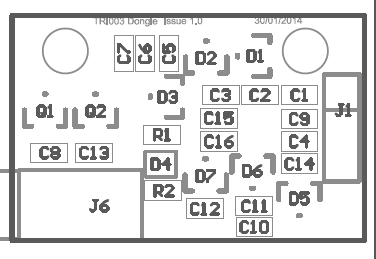 TRI003 Dongle Issue 1,0 30/01/2014
C7 C6 C5 D2 D1
D3 C3 C2 C1 J1
Q1 Q2 C15 C9
R1 C16 C4
C8 C13 D4 D7 D6 C14
R2 D5
J6 C12 C11
C10